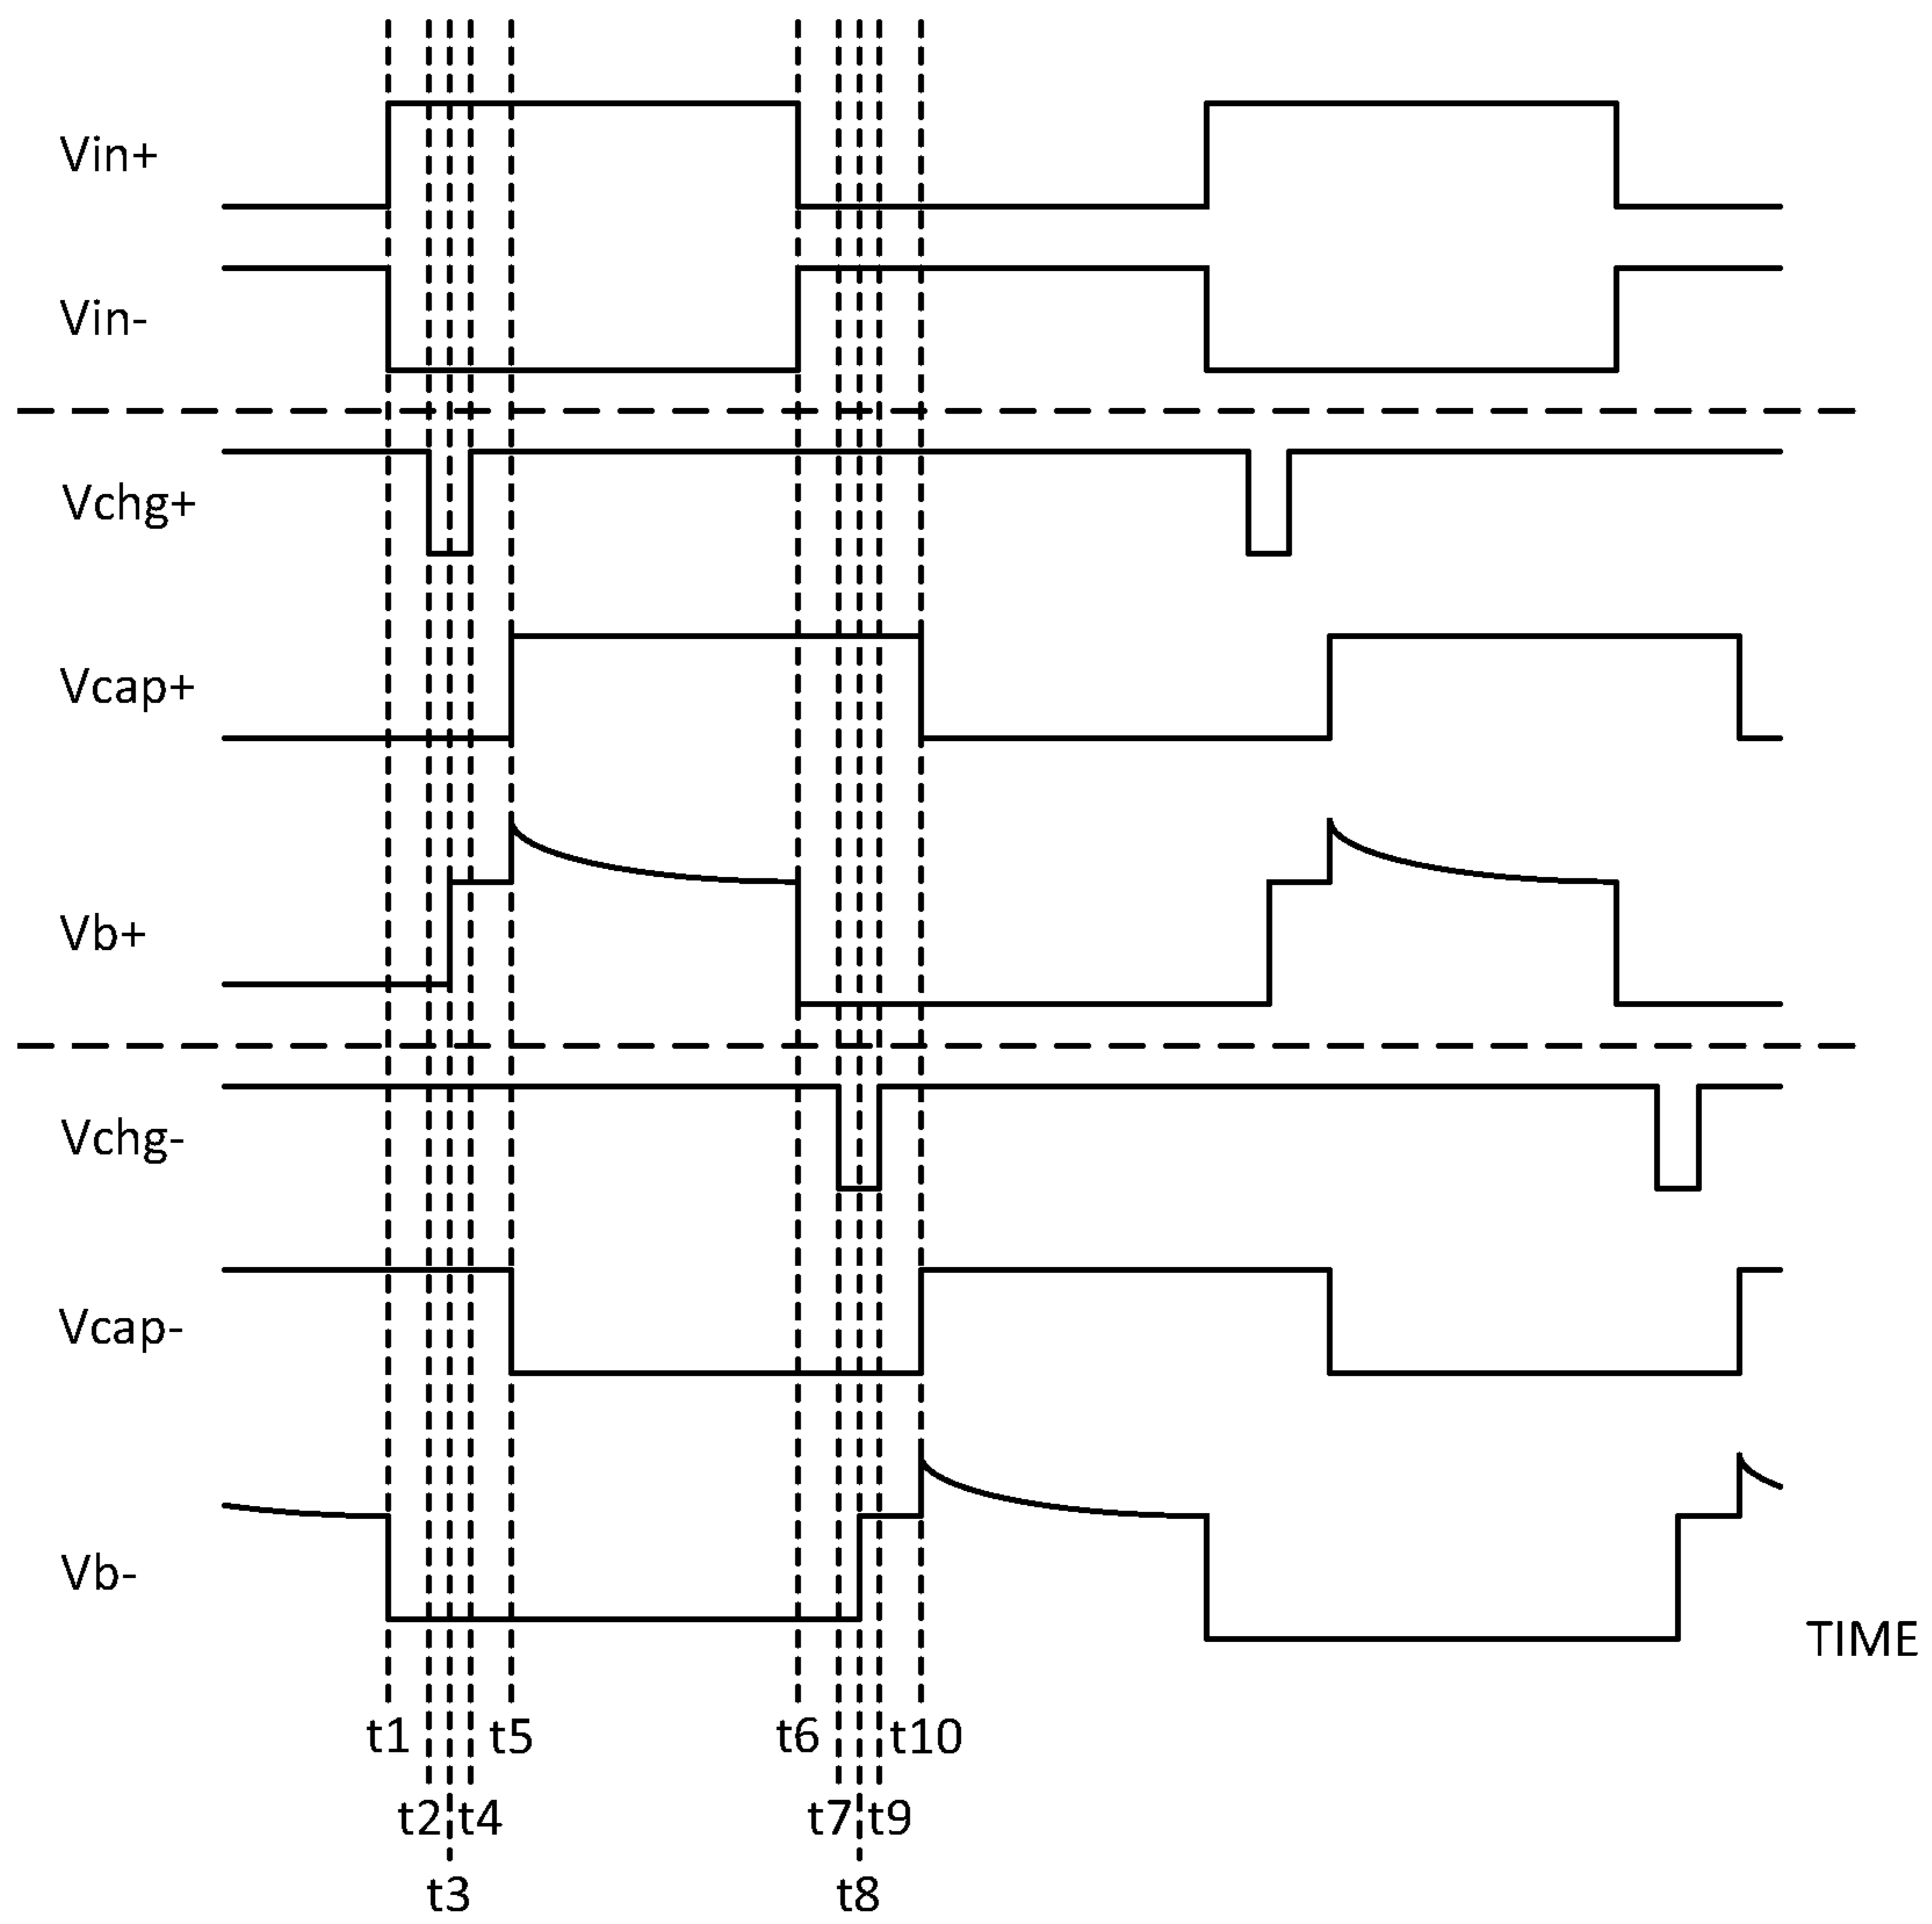 Vin+
Vin-
Vchg+
Vcap+
Vb+
Vchg-
Vcap-
Vb-
TIME
t1 t5 t6 t10
t2 t4 t7 t9
t3 t8